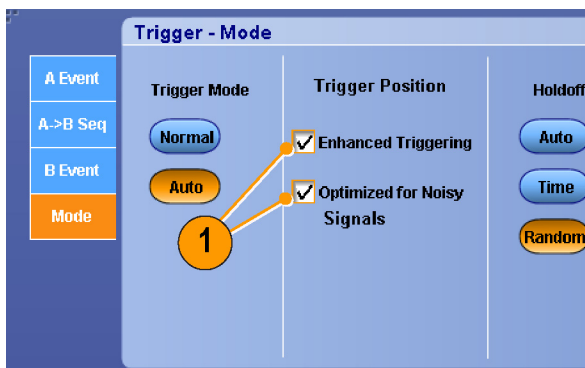 Trigger - Mode
A Event
A->B Seq
B Event
Mode
Trigger Mode
Normal
Auto
1
Trigger Position
Enhanced Triggering
Optimized for Noisy
Signals
Holdoff
Auto
Time
Random